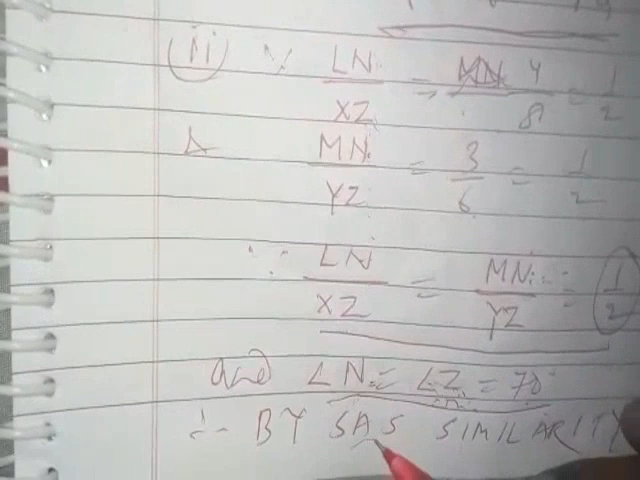 (ii) ∵ LN/XZ = 4/8 = 1/2
& MN/YZ = 3/6 = 1/2
∵ LN/XZ = MN/YZ = 1/2
and ∠N = ∠Z = 70°
∴ BY SAS SIMILARITY